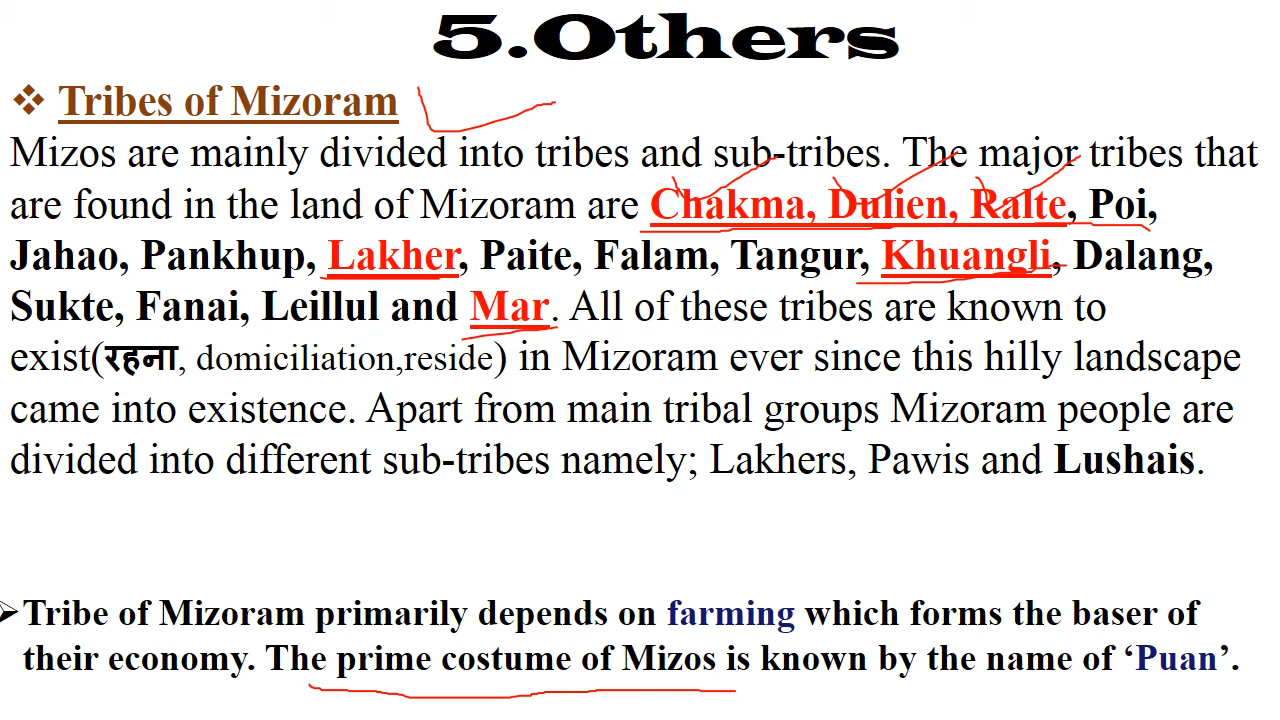 5.Others
❖ Tribes of Mizoram
Mizos are mainly divided into tribes and sub-tribes. The major tribes that
are found in the land of Mizoram are Chakma, Dulien, Ralte, Poi,
Jahao, Pankhup, Lakher, Paite, Falam, Tangur, Khuangli, Dalang,
Sukte, Fanai, Leillul and Mar. All of these tribes are known to
exist(रहना, domiciliation,reside) in Mizoram ever since this hilly landscape
came into existence. Apart from main tribal groups Mizoram people are
divided into different sub-tribes namely; Lakhers, Pawis and Lushais.
➢Tribe of Mizoram primarily depends on farming which forms the baser of
their economy. The prime costume of Mizos is known by the name of ‘Puan’.